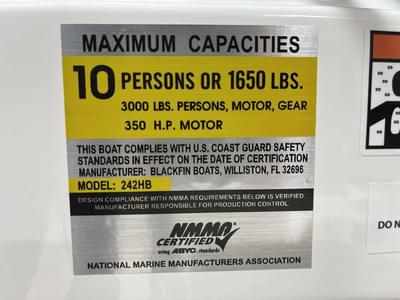 MAXIMUM CAPACITIES
10 PERSONS OR 1650 LBS.
3000 LBS. PERSONS, MOTOR, GEAR
350 H.P. MOTOR
THIS BOAT COMPLIES WITH U.S. COAST GUARD SAFETY
STANDARDS IN EFFECT ON THE DATE OF CERTIFICATION
MANUFACTURER: BLACKFIN BOATS, WILLISTON, FL 32696
MODEL: 242HB
DESIGN COMPLIANCE WITH NMMA REQUIREMENTS BELOW IS VERIFIED.
MANUFACTURER RESPONSIBLE FOR PRODUCTION CONTROL.
NMMA
CERTIFIED
using ABYC standards
NATIONAL MARINE MANUFACTURERS ASSOCIATION
DO N